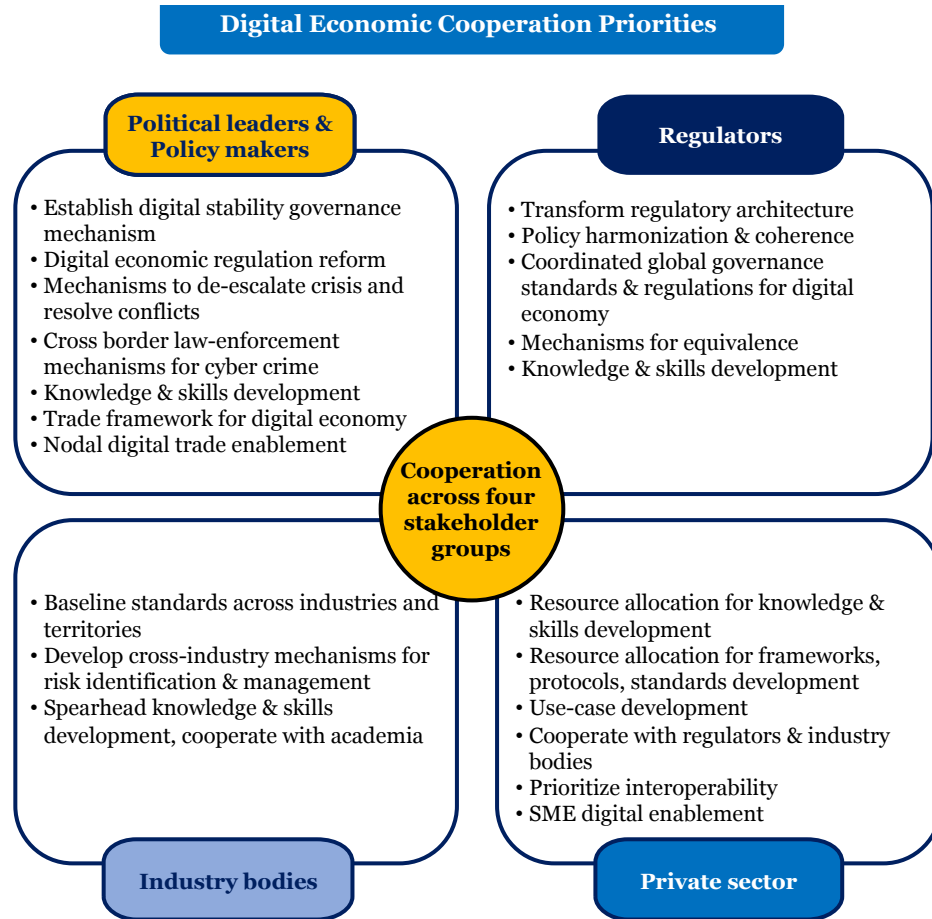 Digital Economic Cooperation Priorities
Political leaders &
Policy makers
• Establish digital stability governance
mechanism
• Digital economic regulation reform
• Mechanisms to de-escalate crisis and
resolve conflicts
• Cross border law-enforcement
mechanisms for cyber crime
• Knowledge & skills development
• Trade framework for digital economy
• Nodal digital trade enablement
Regulators
• Transform regulatory architecture
• Policy harmonization & coherence
• Coordinated global governance
standards & regulations for digital
economy
• Mechanisms for equivalence
• Knowledge & skills development
Cooperation
across four
stakeholder
groups
• Baseline standards across industries and
territories
• Develop cross-industry mechanisms for
risk identification & management
• Spearhead knowledge & skills
development, cooperate with academia
Industry bodies
• Resource allocation for knowledge &
skills development
• Resource allocation for frameworks,
protocols, standards development
• Use-case development
• Cooperate with regulators & industry
bodies
• Prioritize interoperability
• SME digital enablement
Private sector